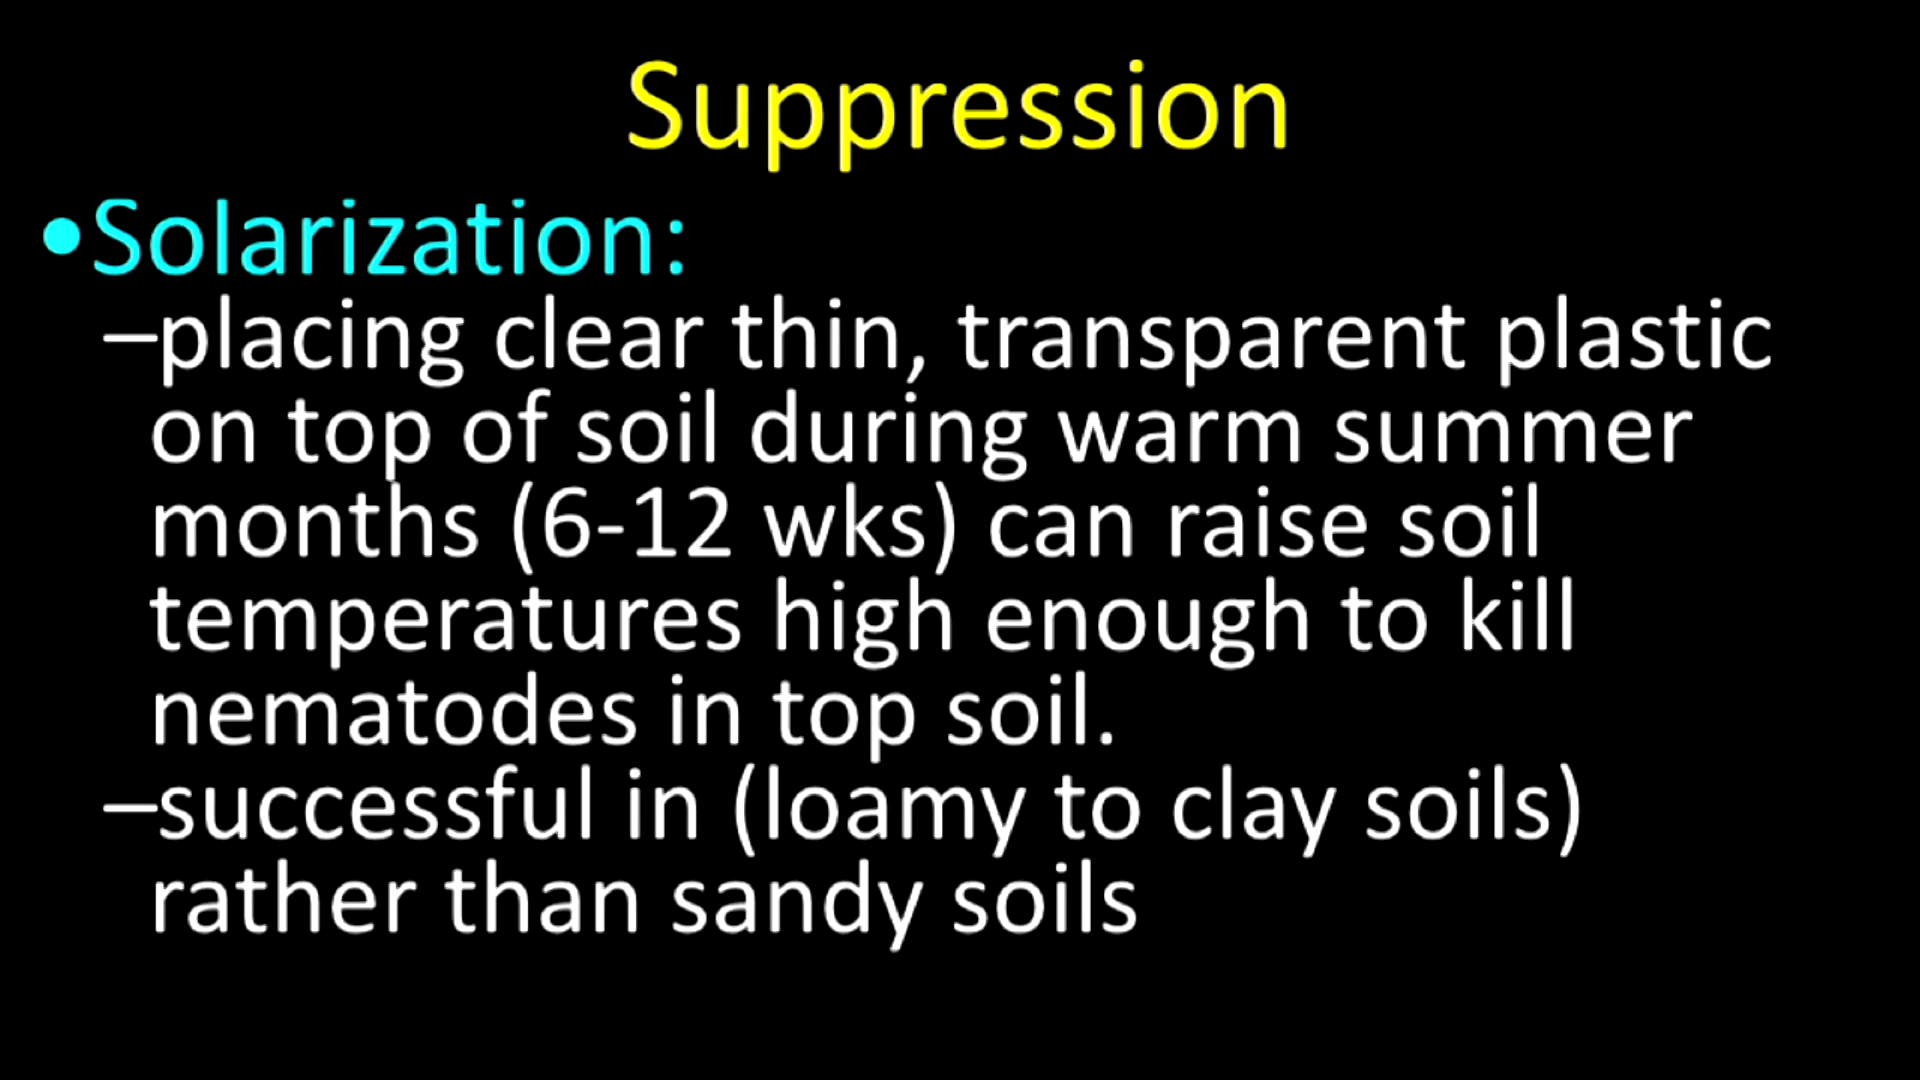 Suppression
•Solarization:
–placing clear thin, transparent plastic
on top of soil during warm summer
months (6-12 wks) can raise soil
temperatures high enough to kill
nematodes in top soil.
–successful in (loamy to clay soils)
rather than sandy soils